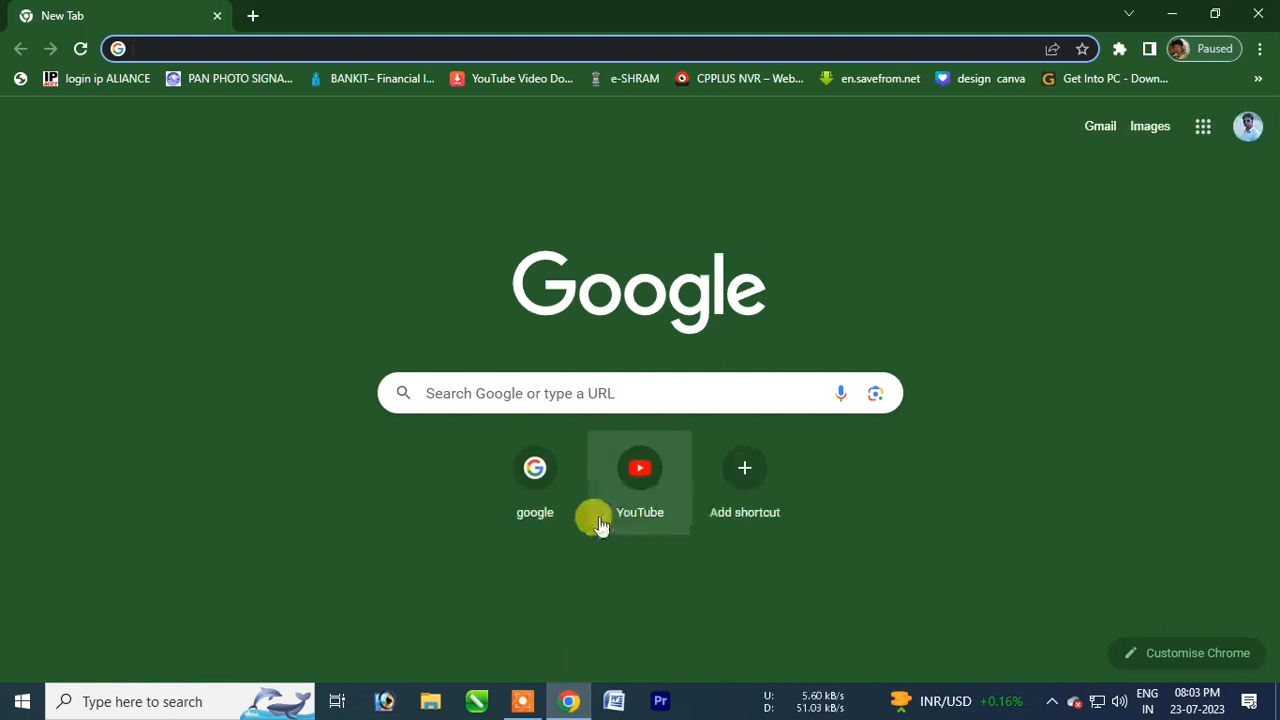 New Tab
Paused
login ip ALIANCE PAN PHOTO SIGNA... BANKIT– Financial I... YouTube Video Do... e-SHRAM CPPLUS NVR – Web... en.savefrom.net design canva Get Into PC - Down... »
Gmail Images
Google
Search Google or type a URL
google YouTube Add shortcut
Customise Chrome
Type here to search
U: 5.60 kB/s
D: 51.03 kB/s
INR/USD +0.16%
ENG
IN
08:03 PM
23-07-2023